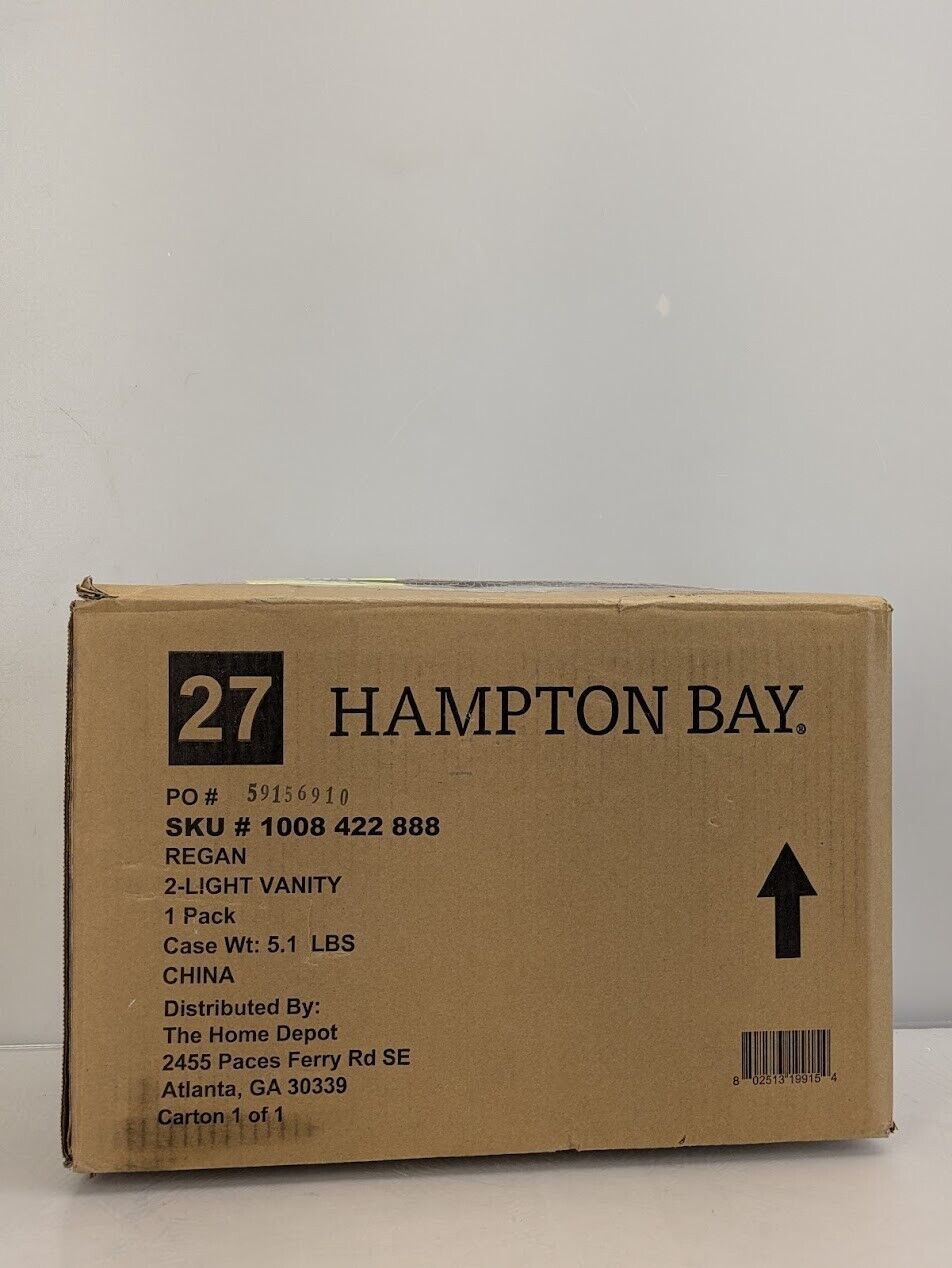 27 HAMPTON BAY®
PO # 59156910
SKU # 1008 422 888
REGAN
2-LIGHT VANITY
1 Pack
Case Wt: 5.1 LBS
CHINA
Distributed By:
The Home Depot
2455 Paces Ferry Rd SE
Atlanta, GA 30339
Carton 1 of 1
8 02513 19915 4